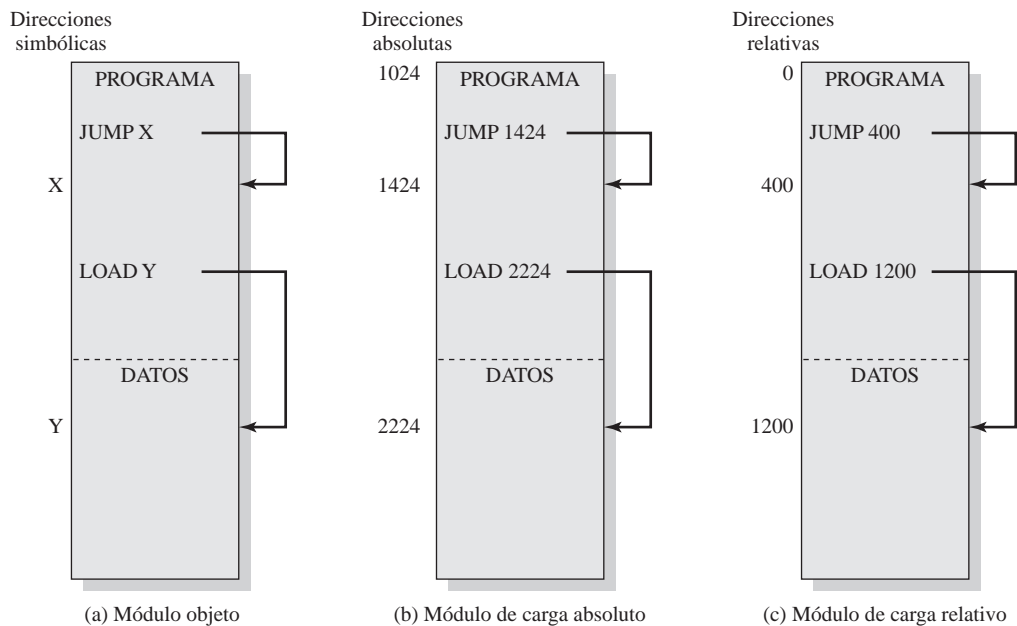 Direcciones
simbólicas
PROGRAMA
JUMP X
X
LOAD Y
DATOS
Y
(a) Módulo objeto
Direcciones
absolutas
1024
PROGRAMA
JUMP 1424
1424
LOAD 2224
DATOS
2224
(b) Módulo de carga absoluto
Direcciones
relativas
0
PROGRAMA
JUMP 400
400
LOAD 1200
DATOS
1200
(c) Módulo de carga relativo